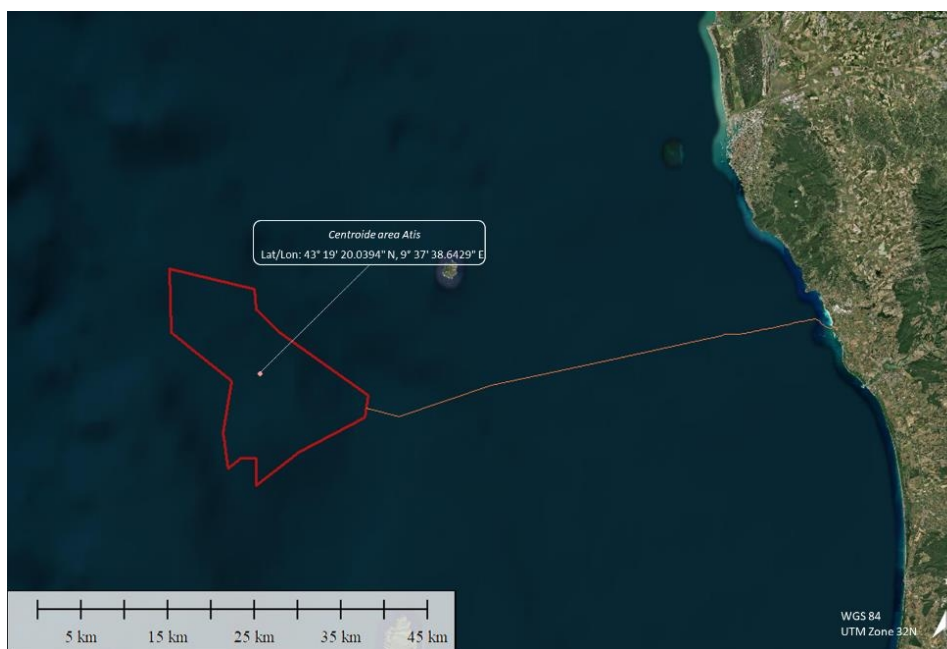 Centroide area Atis
Lat/Lon: 43° 19' 20.0394" N, 9° 37' 38.6429" E
5 km 15 km 25 km 35 km 45 km
WGS 84
UTM Zone 32N